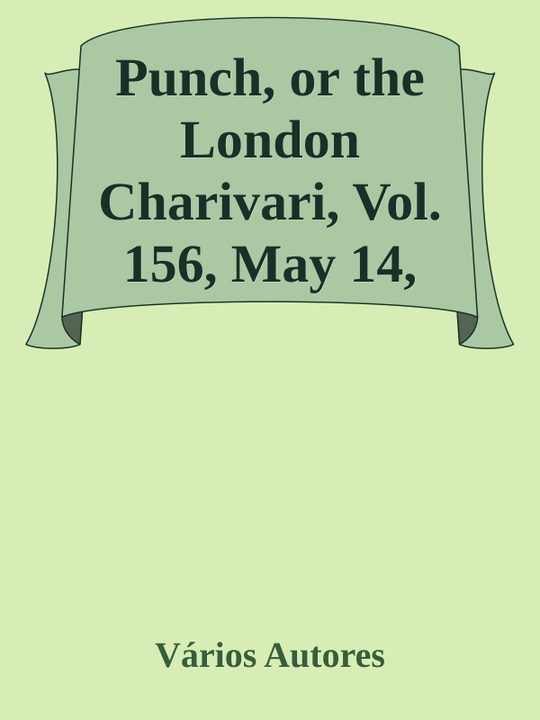 Punch, or the
London
Charivari, Vol.
156, May 14,
Vários Autores